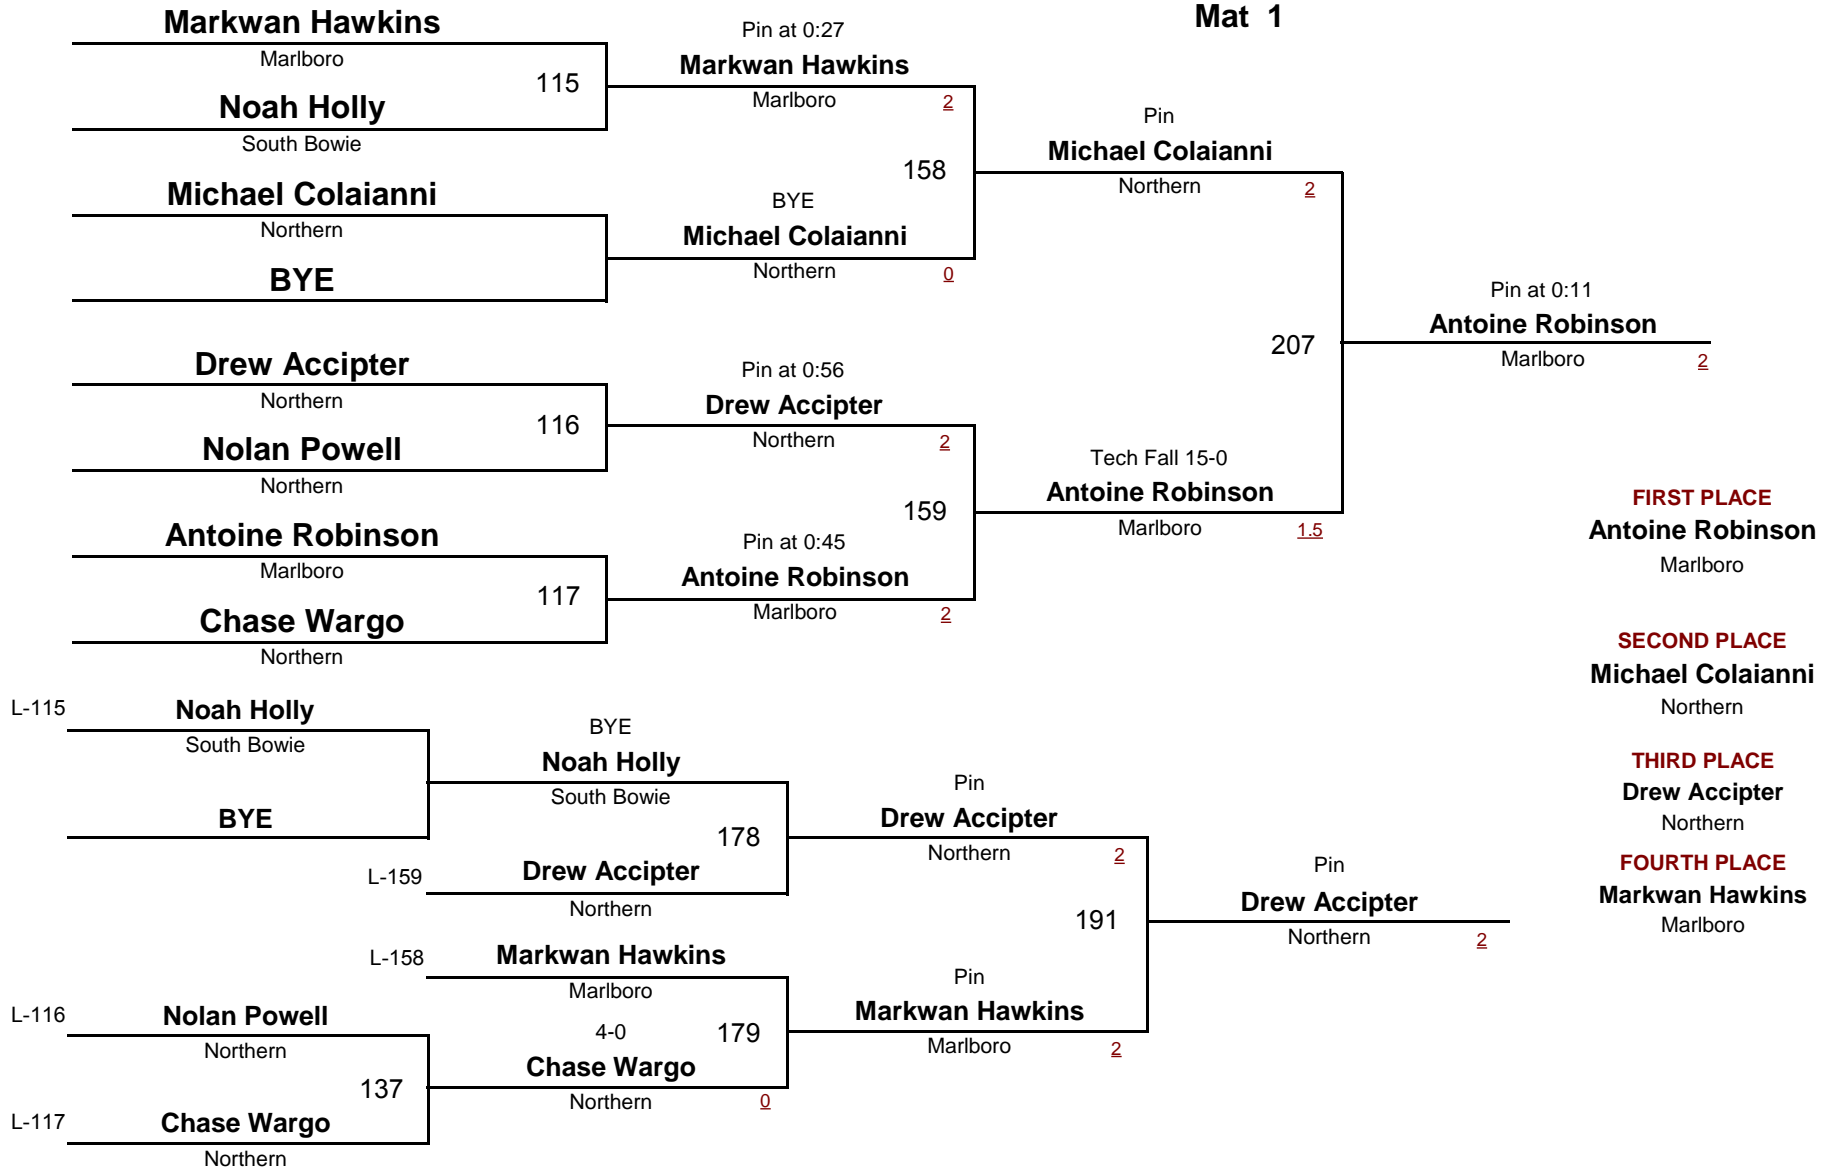 Mat 1
Markwan Hawkins
Marlboro
115
Noah Holly
South Bowie
Michael Colaianni
Northern
BYE
Drew Accipter
Northern
116
Nolan Powell
Northern
Antoine Robinson
Marlboro
117
Chase Wargo
Northern
Pin at 0:27
Markwan Hawkins
Marlboro
2
158
BYE
Michael Colaianni
Northern
0
Pin at 0:56
Drew Accipter
Northern
2
159
Pin at 0:45
Antoine Robinson
Marlboro
2
Pin
Michael Colaianni
Northern
2
207
Tech Fall 15-0
Antoine Robinson
Marlboro
1.5
Pin at 0:11
Antoine Robinson
Marlboro
2
FIRST PLACE
Antoine Robinson
Marlboro
SECOND PLACE
Michael Colaianni
Northern
THIRD PLACE
Drew Accipter
Northern
FOURTH PLACE
Markwan Hawkins
Marlboro
L-115
Noah Holly
South Bowie
BYE
L-116
Nolan Powell
Northern
137
L-117
Chase Wargo
Northern
BYE
Noah Holly
South Bowie
178
L-159
Drew Accipter
Northern
L-158
Markwan Hawkins
Marlboro
179
4-0
Chase Wargo
Northern
0
Pin
Drew Accipter
Northern
2
191
Pin
Markwan Hawkins
Marlboro
2
Pin
Drew Accipter
Northern
2